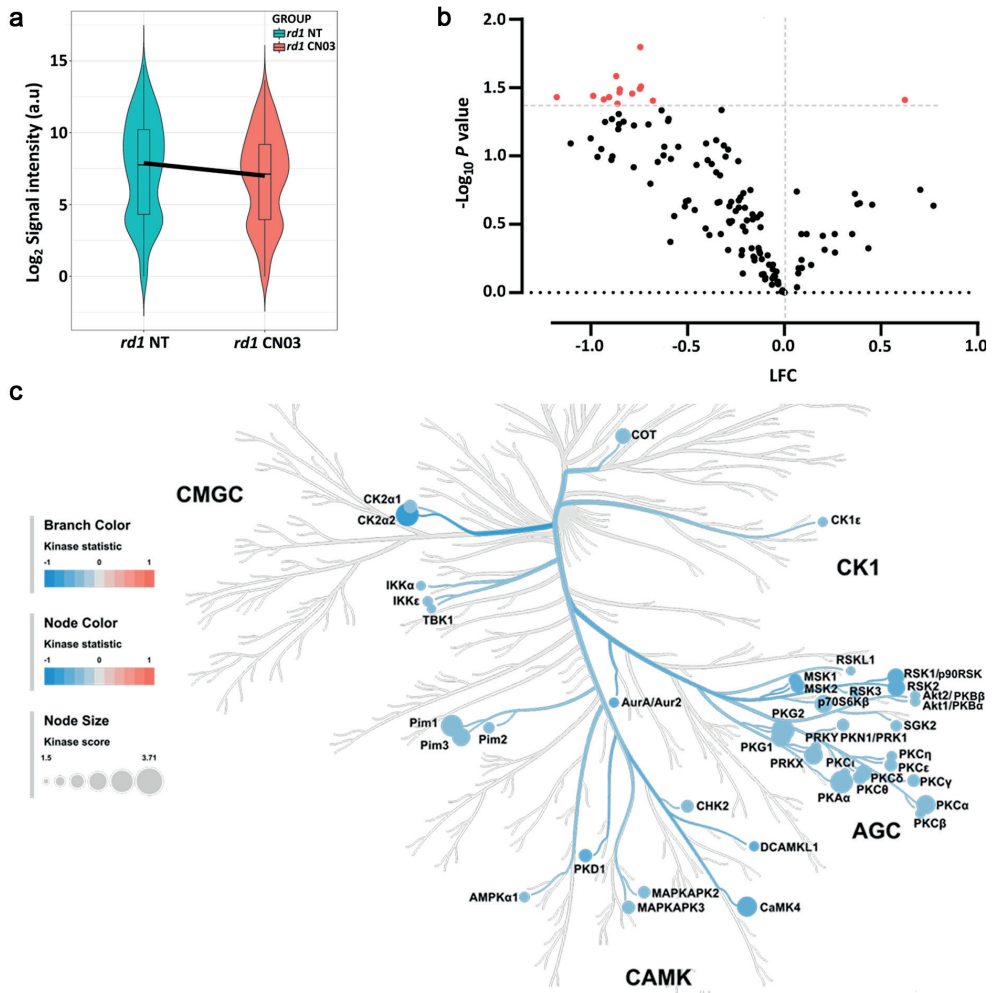 a
GROUP
rd1 NT
rd1 CN03
Log2 Signal intensity (a.u)
15
10
5
0
rd1 NT
rd1 CN03
b
-Log10 P value
2.0
1.5
1.0
0.5
0.0
-1.0
-0.5
0.0
0.5
1.0
LFC
c
CMGC
CK1
AGC
CAMK
Branch Color
Kinase statistic
-1
0
1
Node Color
Kinase statistic
-1
0
1
Node Size
Kinase score
1.5
3.71
COT
CK2α1
CK2α2
CK1ε
IKKα
IKKε
TBK1
RSKL1
RSK1/p90RSK
MSK1
MSK2
RSK3
RSK2
p70S6Kβ
Akt2/PKBβ
Akt1/PKBα
AurA/Aur2
PKG2
SGK2
PKG1
PRKY
PKN1/PRK1
Pim1
Pim2
Pim3
PRKX
PKCι
PKCη
PKCε
PKCδ
PKCγ
PKCθ
PKAα
PKCα
PKCβ
CHK2
DCAMKL1
PKD1
AMPKα1
MAPKAPK2
MAPKAPK3
CaMK4